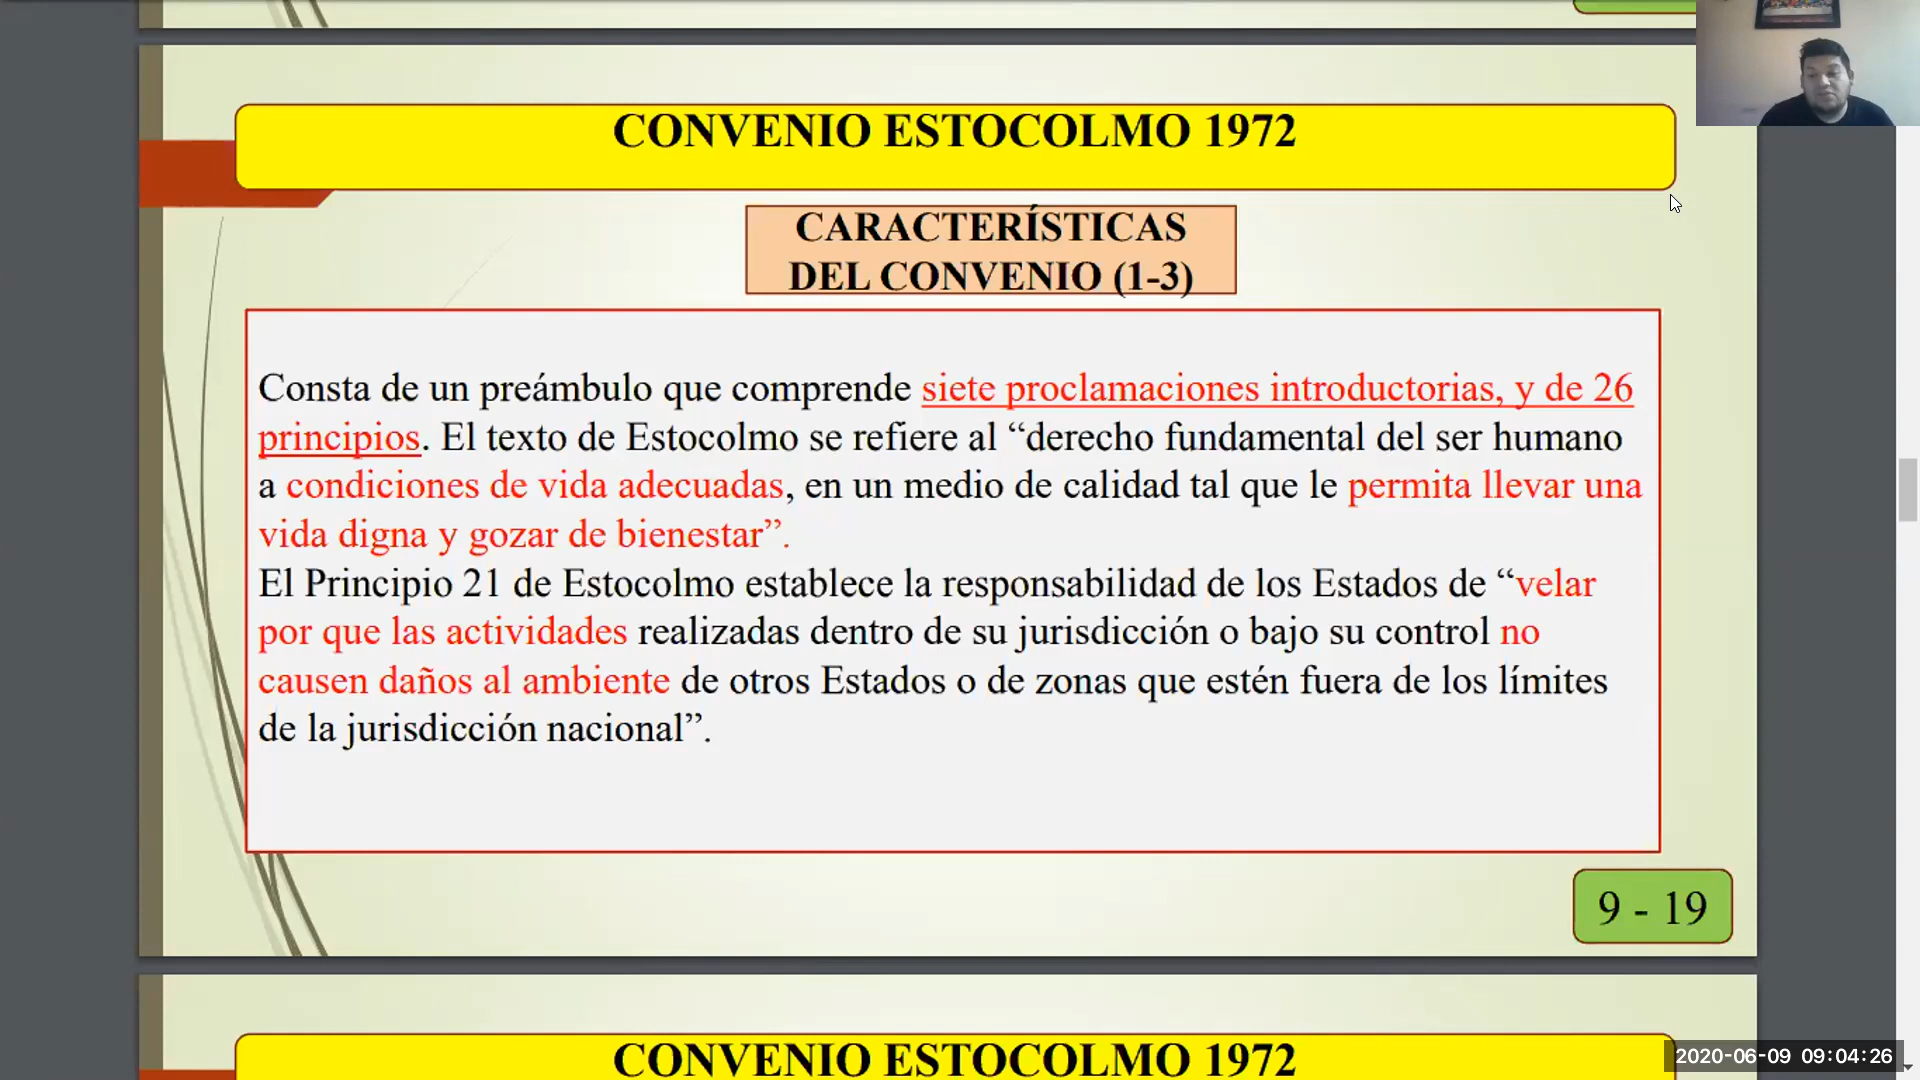 CONVENIO ESTOCOLMO 1972
CARACTERÍSTICAS
DEL CONVENIO (1-3)
Consta de un preámbulo que comprende siete proclamaciones introductorias, y de 26
principios. El texto de Estocolmo se refiere al “derecho fundamental del ser humano
a condiciones de vida adecuadas, en un medio de calidad tal que le permita llevar una
vida digna y gozar de bienestar”.
El Principio 21 de Estocolmo establece la responsabilidad de los Estados de “velar
por que las actividades realizadas dentro de su jurisdicción o bajo su control no
causen daños al ambiente de otros Estados o de zonas que estén fuera de los límites
de la jurisdicción nacional”.
9 - 19
CONVENIO ESTOCOLMO 1972
2020-06-09 09:04:26